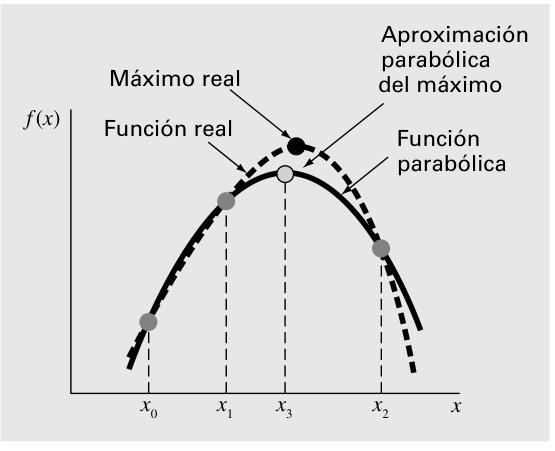 Aproximación
parabólica
del máximo
Máximo real
f(x)
Función real
Función
parabólica
x₀ x₁ x₃ x₂ x